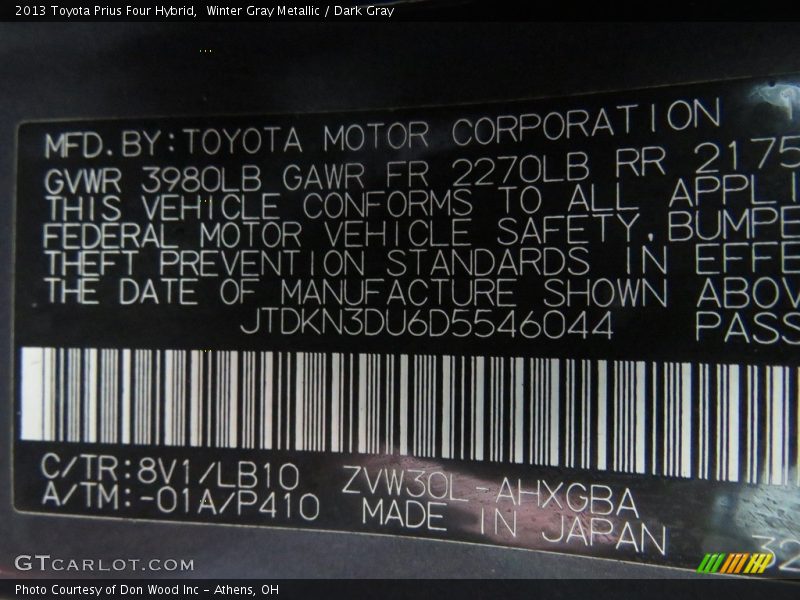 2013 Toyota Prius Four Hybrid,  Winter Gray Metallic / Dark Gray
MFD. BY: TOYOTA MOTOR CORPORATION
GVWR 3980LB GAWR FR 2270LB RR 2175
THIS VEHICLE CONFORMS TO ALL APPLI
FEDERAL MOTOR VEHICLE SAFETY, BUMPE
THEFT PREVENTION STANDARDS IN EFFE
THE DATE OF MANUFACTURE SHOWN ABOV
JTDKN3DU6D5546044 PASS
C/TR:8V1/LB10 ZVW30L-AHXGBA
A/TM:-01A/P410 MADE IN JAPAN 32
GTCARLOT.COM
Photo Courtesy of Don Wood Inc - Athens, OH